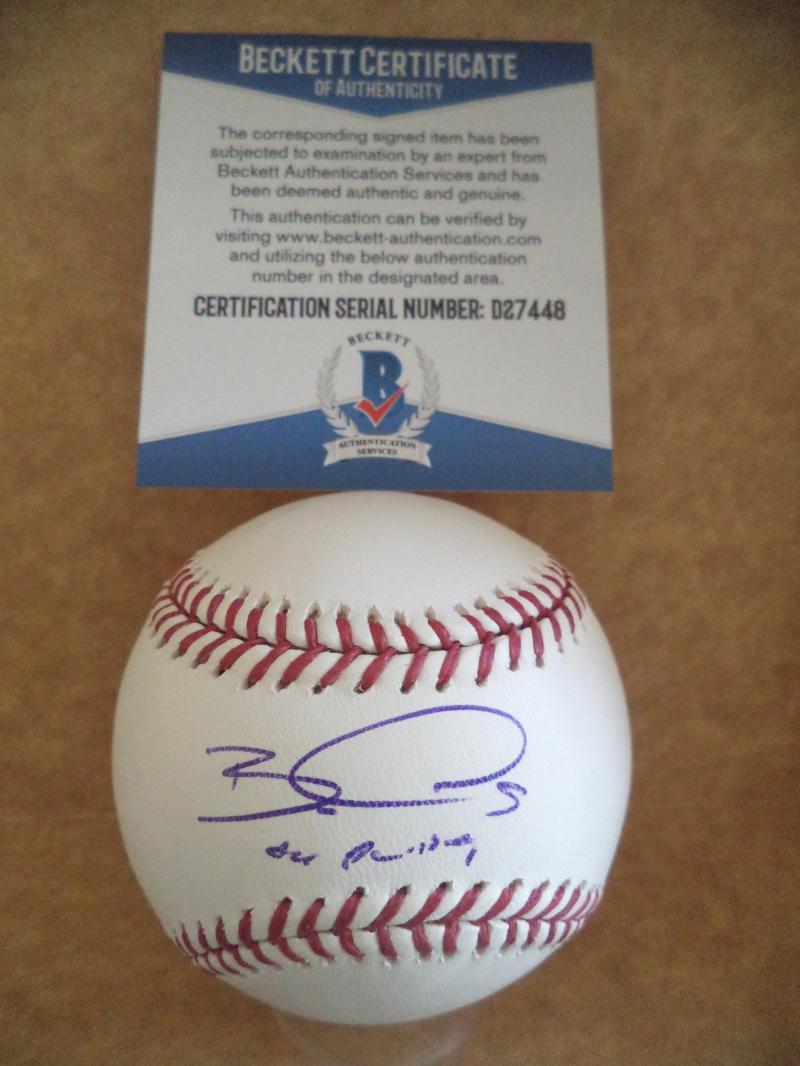 BECKETT CERTIFICATE
OF AUTHENTICITY
The corresponding signed item has been
subjected to examination by an expert from
Beckett Authentication Services and has
been deemed authentic and genuine.
This authentication can be verified by
visiting www.beckett-authentication.com
and utilizing the below authentication
number in the designated area.
CERTIFICATION SERIAL NUMBER: D27448
BECKETT
B
AUTHENTICATION
SERVICES